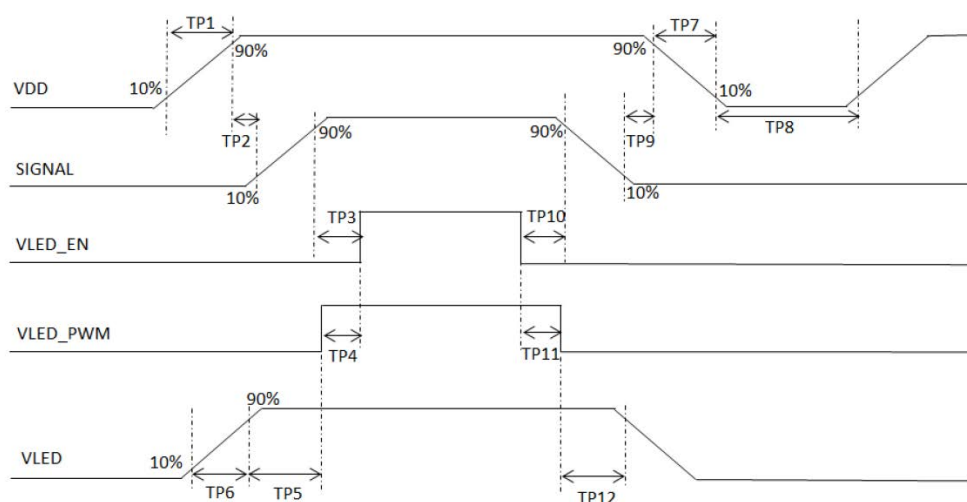 TP1
TP7
90%
90%
10%
10%
VDD
TP8
90%
90%
TP2
TP9
SIGNAL
10%
10%
TP3
TP10
VLED_EN
VLED_PWM
TP4
TP11
90%
10%
VLED
TP6
TP5
TP12